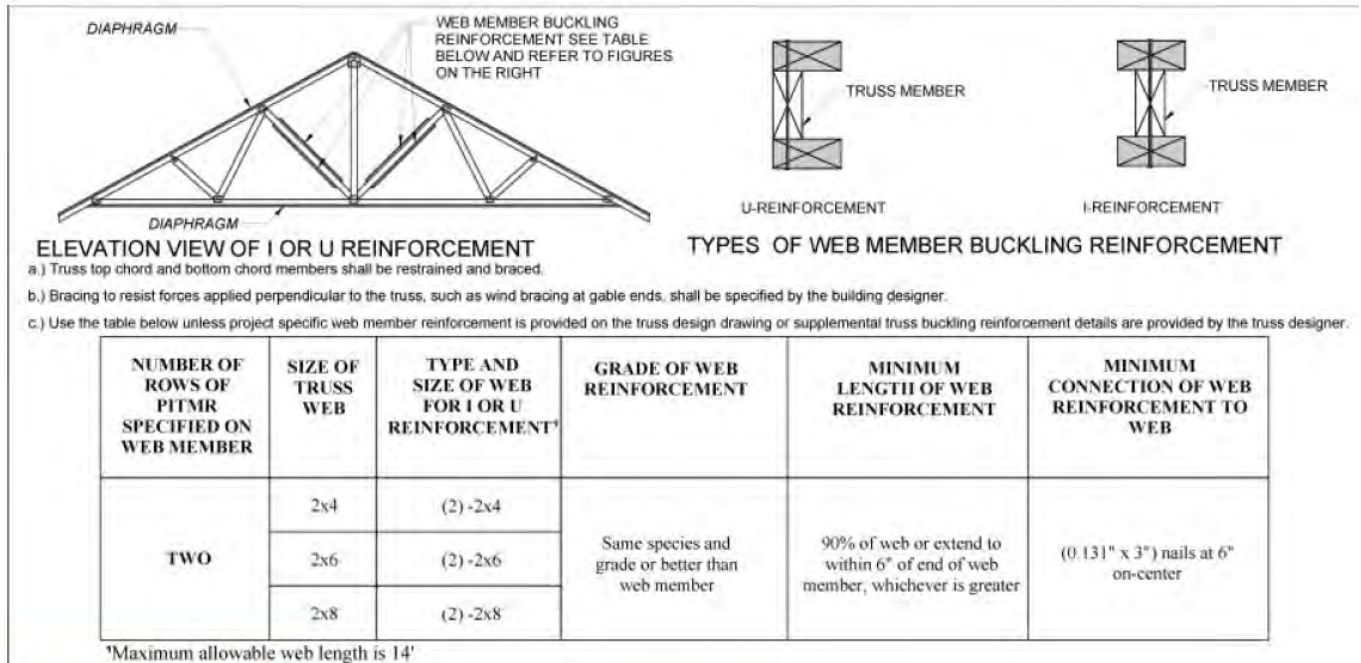 DIAPHRAGM
WEB MEMBER BUCKLING
REINFORCEMENT SEE TABLE
BELOW AND REFER TO FIGURES
ON THE RIGHT
DIAPHRAGM
TRUSS MEMBER
TRUSS MEMBER
U-REINFORCEMENT
I-REINFORCEMENT
ELEVATION VIEW OF I OR U REINFORCEMENT
TYPES OF WEB MEMBER BUCKLING REINFORCEMENT
a.) Truss top chord and bottom chord members shall be restrained and braced.
b.) Bracing to resist forces applied perpendicular to the truss, such as wind bracing at gable ends, shall be specified by the building designer.
c.) Use the table below unless project specific web member reinforcement is provided on the truss design drawing or supplemental truss buckling reinforcement details are provided by the truss designer.
NUMBER OF
ROWS OF
PITMR
SPECIFIED ON
WEB MEMBER
SIZE OF
TRUSS
WEB
TYPE AND
SIZE OF WEB
FOR I OR U
REINFORCEMENT¹
GRADE OF WEB
REINFORCEMENT
MINIMUM
LENGTH OF WEB
REINFORCEMENT
MINIMUM
CONNECTION OF WEB
REINFORCEMENT TO
WEB
TWO
2x4
(2) -2x4
2x6
(2) -2x6
2x8
(2) -2x8
Same species and
grade or better than
web member
90% of web or extend to
within 6" of end of web
member, whichever is greater
(0.131" x 3") nails at 6"
on-center
¹Maximum allowable web length is 14'